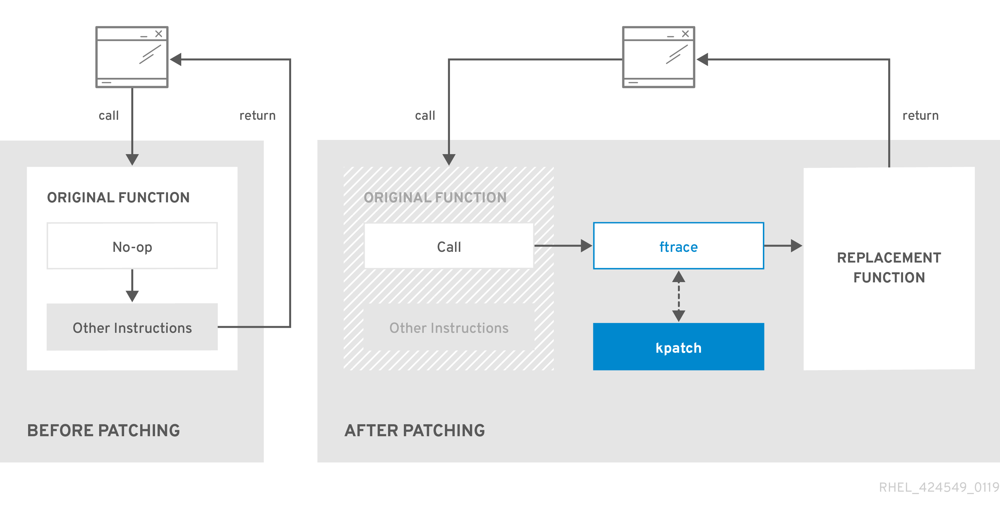 call
return
ORIGINAL FUNCTION
No-op
Other Instructions
BEFORE PATCHING
call
return
ORIGINAL FUNCTION
Call
Other Instructions
ftrace
kpatch
REPLACEMENT
FUNCTION
AFTER PATCHING
RHEL_424549_0119